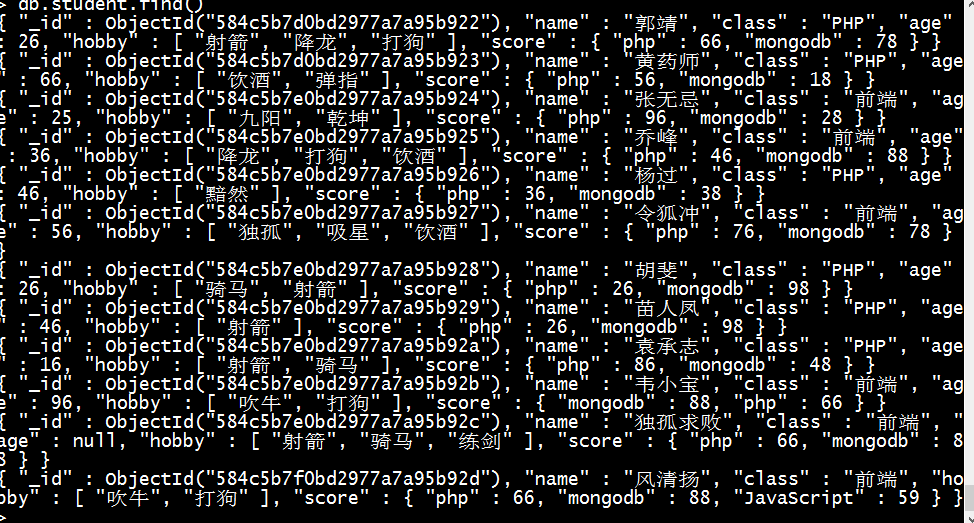 > db.student.find()
{ "_id" : ObjectId("584c5b7d0bd2977a7a95b922"), "name" : "郭靖", "class" : "PHP", "age"
: 26, "hobby" : [ "射箭", "降龙", "打狗" ], "score" : { "php" : 66, "mongodb" : 78 } }
{ "_id" : ObjectId("584c5b7d0bd2977a7a95b923"), "name" : "黄药师", "class" : "PHP", "age
" : 66, "hobby" : [ "饮酒", "弹指" ], "score" : { "php" : 56, "mongodb" : 18 } }
{ "_id" : ObjectId("584c5b7e0bd2977a7a95b924"), "name" : "张无忌", "class" : "前端", "ag
e" : 25, "hobby" : [ "九阳", "乾坤" ], "score" : { "php" : 96, "mongodb" : 28 } }
{ "_id" : ObjectId("584c5b7e0bd2977a7a95b925"), "name" : "乔峰", "class" : "前端", "age"
: 36, "hobby" : [ "降龙", "打狗", "饮酒" ], "score" : { "php" : 46, "mongodb" : 88 } }
{ "_id" : ObjectId("584c5b7e0bd2977a7a95b926"), "name" : "杨过", "class" : "PHP", "age"
: 46, "hobby" : [ "黯然" ], "score" : { "php" : 36, "mongodb" : 38 } }
{ "_id" : ObjectId("584c5b7e0bd2977a7a95b927"), "name" : "令狐冲", "class" : "前端", "ag
e" : 56, "hobby" : [ "独孤", "吸星", "饮酒" ], "score" : { "php" : 76, "mongodb" : 78 }
}
{ "_id" : ObjectId("584c5b7e0bd2977a7a95b928"), "name" : "胡斐", "class" : "PHP", "age"
: 26, "hobby" : [ "骑马", "射箭" ], "score" : { "php" : 26, "mongodb" : 98 } }
{ "_id" : ObjectId("584c5b7e0bd2977a7a95b929"), "name" : "苗人凤", "class" : "PHP", "age
" : 46, "hobby" : [ "射箭" ], "score" : { "php" : 26, "mongodb" : 98 } }
{ "_id" : ObjectId("584c5b7e0bd2977a7a95b92a"), "name" : "袁承志", "class" : "PHP", "age
" : 16, "hobby" : [ "射箭", "骑马" ], "score" : { "php" : 86, "mongodb" : 48 } }
{ "_id" : ObjectId("584c5b7e0bd2977a7a95b92b"), "name" : "韦小宝", "class" : "前端", "ag
e" : 96, "hobby" : [ "吹牛", "打狗" ], "score" : { "mongodb" : 88, "php" : 66 } }
{ "_id" : ObjectId("584c5b7e0bd2977a7a95b92c"), "name" : "独孤求败", "class" : "前端", "
age" : null, "hobby" : [ "射箭", "骑马", "练剑" ], "score" : { "php" : 66, "mongodb" : 8
8 } }
{ "_id" : ObjectId("584c5b7f0bd2977a7a95b92d"), "name" : "风清扬", "class" : "前端", "ho
bby" : [ "吹牛", "打狗" ], "score" : { "php" : 66, "mongodb" : 88, "JavaScript" : 59 } }
>